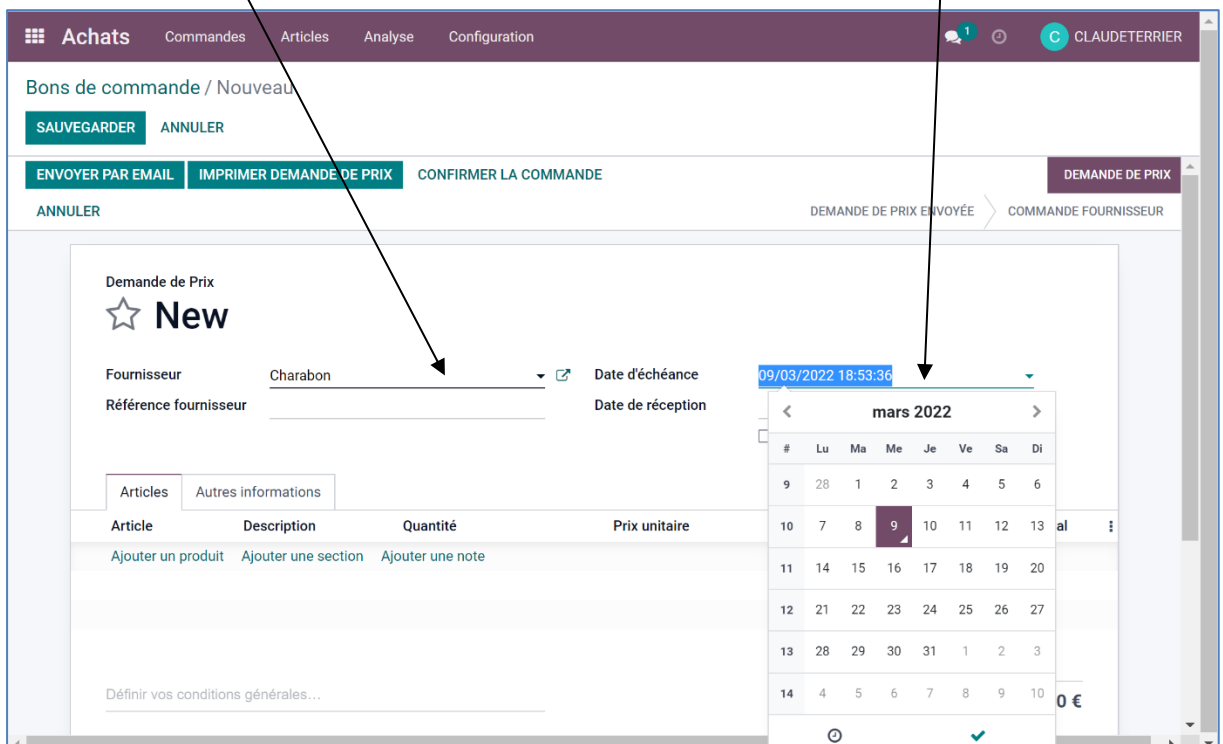 Achats Commandes Articles Analyse Configuration 1 C CLAUDETERRIER
Bons de commande / Nouveau
SAUVEGARDER ANNULER
ENVOYER PAR EMAIL IMPRIMER DEMANDE DE PRIX CONFIRMER LA COMMANDE DEMANDE DE PRIX
ANNULER DEMANDE DE PRIX ENVOYÉE COMMANDE FOURNISSEUR
Demande de Prix
New
Fournisseur Charabon Date d'échéance 09/03/2022 18:53:36
Référence fournisseur Date de réception
mars 2022
# Lu Ma Me Je Ve Sa Di
9 28 1 2 3 4 5 6
Articles Autres informations
Article Description Quantité Prix unitaire 10 7 8 9 10 11 12 13 al
Ajouter un produit Ajouter une section Ajouter une note
11 14 15 16 17 18 19 20
12 21 22 23 24 25 26 27
13 28 29 30 31 1 2 3
Définir vos conditions générales... 14 4 5 6 7 8 9 10 0 €